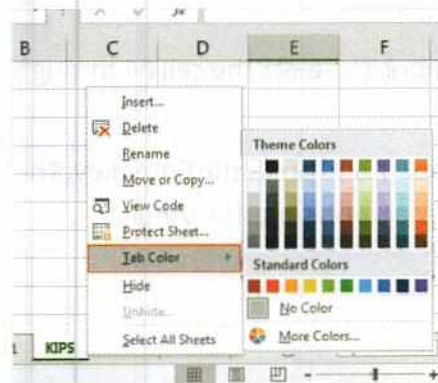 B C D E F
Insert...
Delete
Rename
Move or Copy...
View Code
Protect Sheet...
Tab Color
Hide
Unhide...
Select All Sheets
Theme Colors
Standard Colors
No Color
More Colors...
KIPS